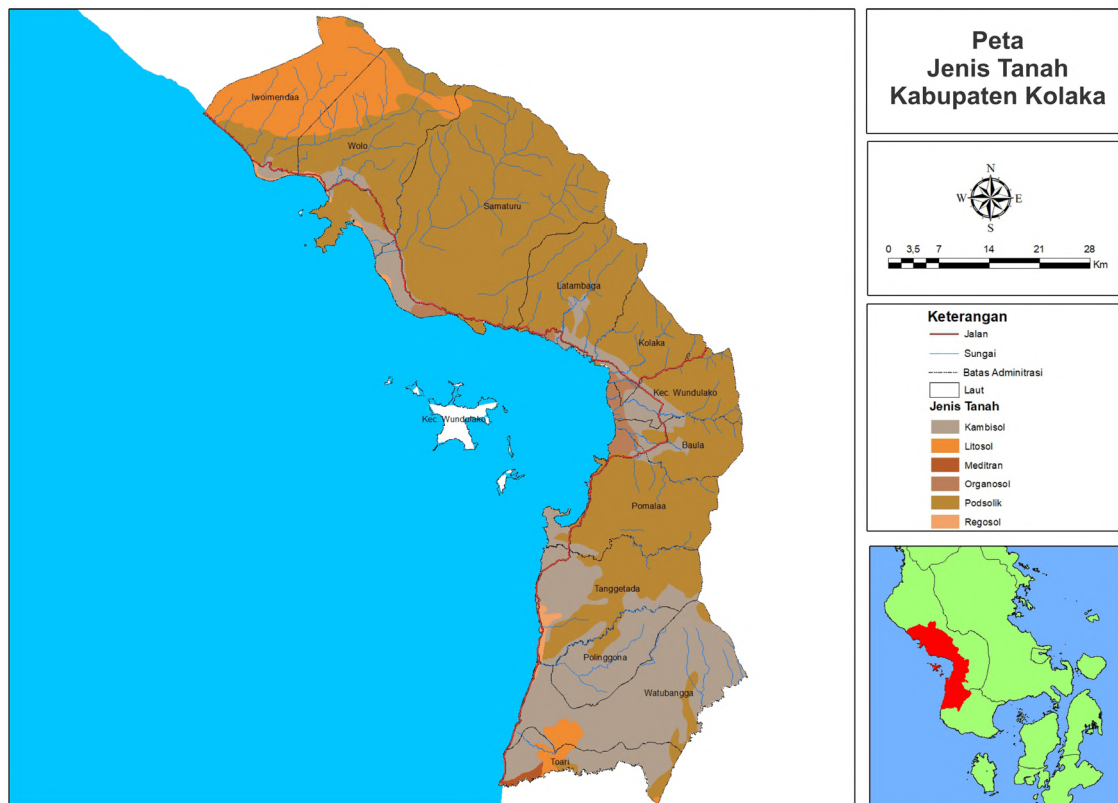 Peta
Jenis Tanah
Kabupaten Kolaka
N
W E
S
0 3,5 7 14 21 28
Km
Keterangan
Jalan
Sungai
Batas Adminitrasi
Laut
Jenis Tanah
Kambisol
Litosol
Meditran
Organosol
Podsolik
Regosol
Iwoimendaa
Wolo
Samaturu
Latambaga
Kolaka
Kec. Wundulako
Kec. Wundulako
Baula
Pomalaa
Tanggetada
Polinggona
Watubangga
Toari